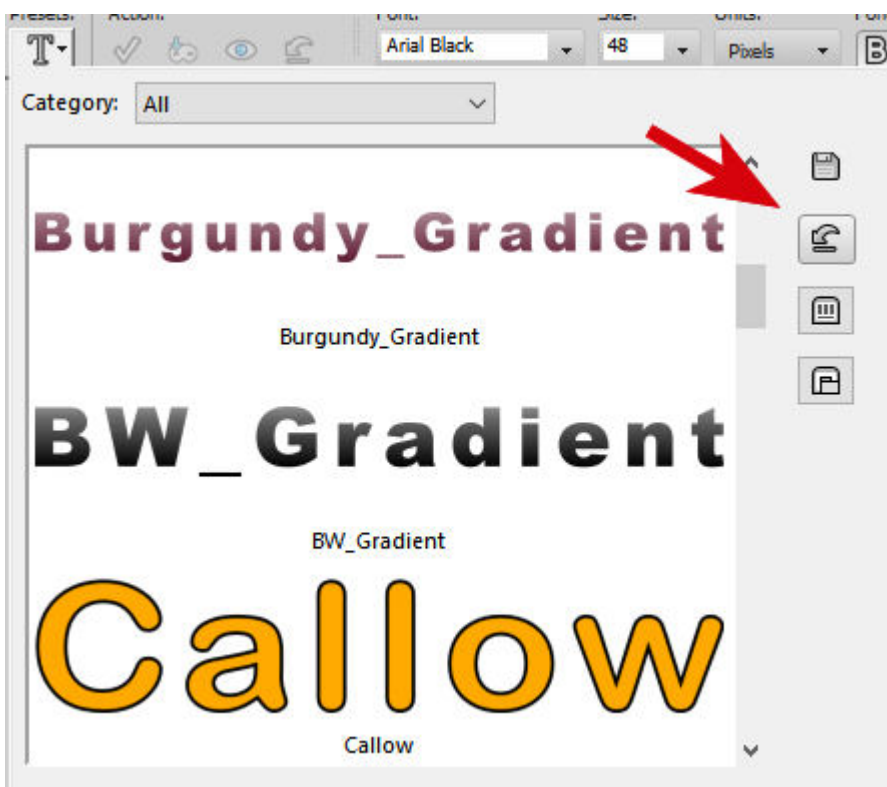 Presets: Action: Font: Size: Units:
Arial Black 48 Pixels B
Category: All
Burgundy_Gradient
Burgundy_Gradient
BW_Gradient
BW_Gradient
Callow
Callow